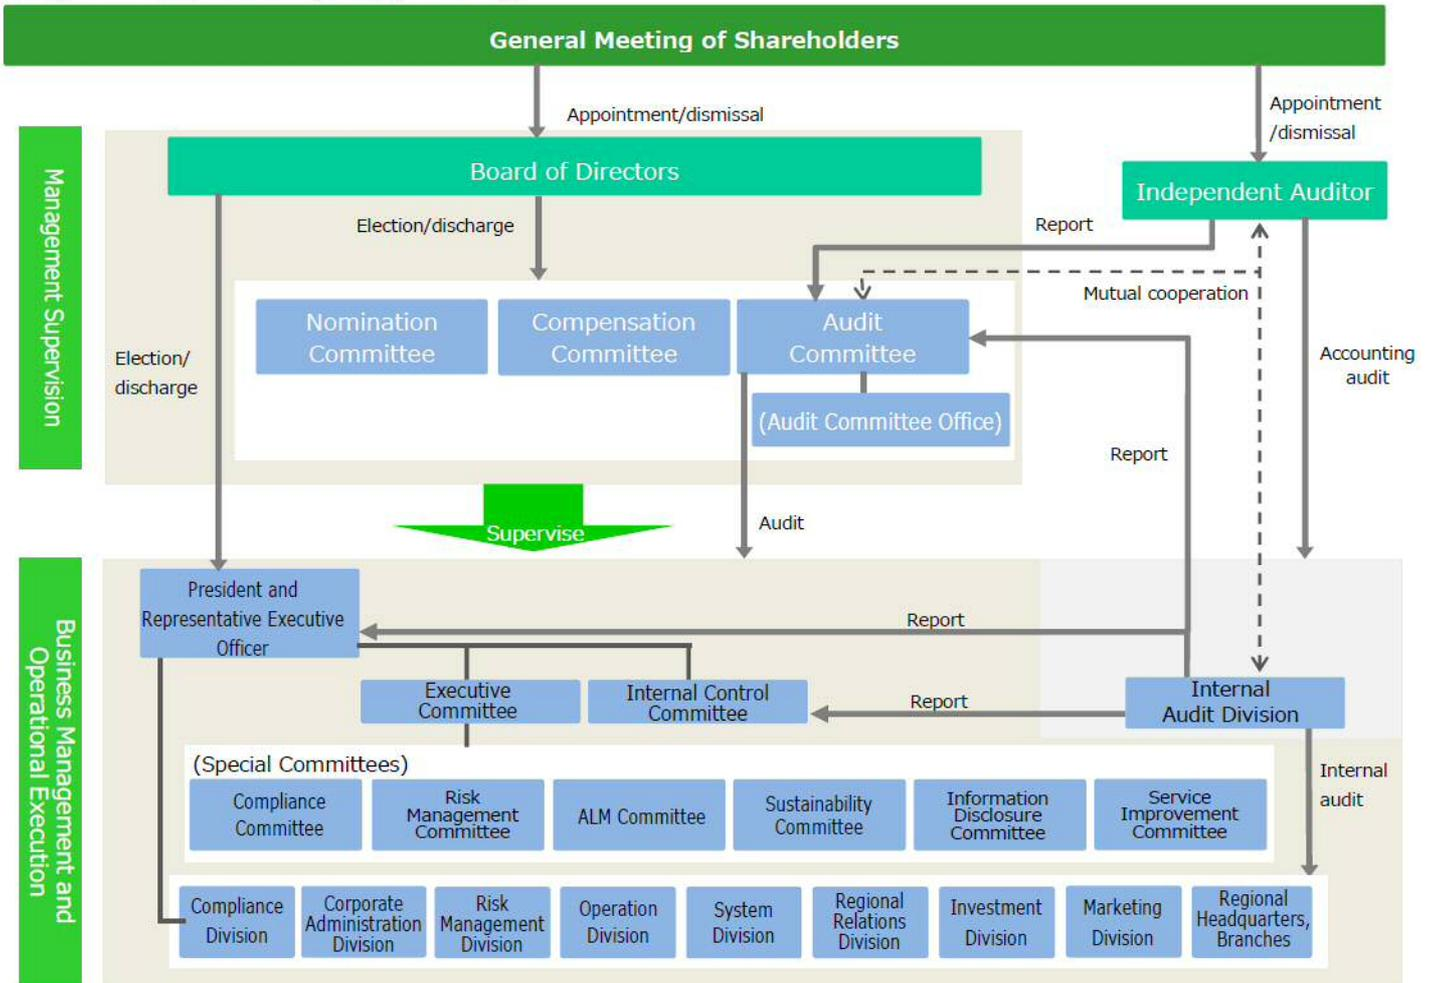 General Meeting of Shareholders
Appointment/dismissal
Appointment
/dismissal
Management Supervision
Board of Directors
Independent Auditor
Election/discharge
Report
Mutual cooperation
Nomination
Committee
Compensation
Committee
Audit
Committee
(Audit Committee Office)
Election/
discharge
Accounting
audit
Report
Supervise
Audit
Business Management and
Operational Execution
President and
Representative Executive
Officer
Report
Executive
Committee
Internal Control
Committee
Report
Internal
Audit Division
Internal
audit
(Special Committees)
Compliance
Committee
Risk
Management
Committee
ALM Committee
Sustainability
Committee
Information
Disclosure
Committee
Service
Improvement
Committee
Compliance
Division
Corporate
Administration
Division
Risk
Management
Division
Operation
Division
System
Division
Regional
Relations
Division
Investment
Division
Marketing
Division
Regional
Headquarters,
Branches